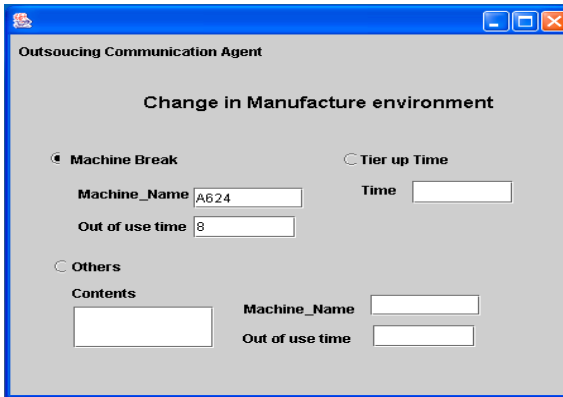 Outsoucing Communication Agent
Change in Manufacture environment
Machine Break
Tier up Time
Machine_Name A624
Time
Out of use time 8
Others
Contents
Machine_Name
Out of use time